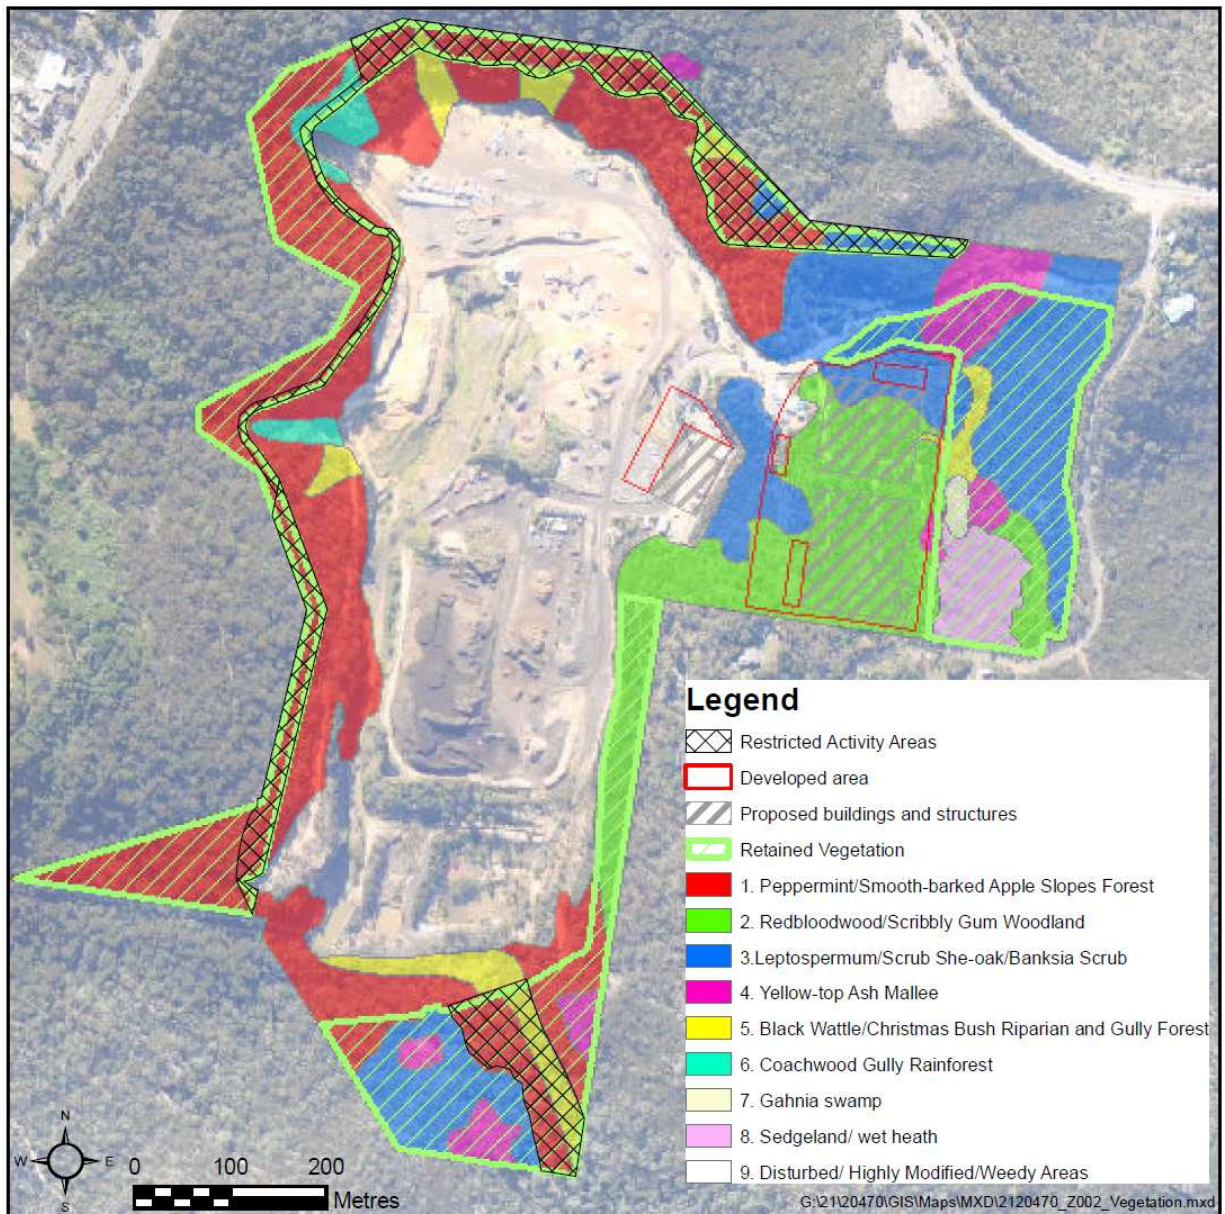 Legend
Restricted Activity Areas
Developed area
Proposed buildings and structures
Retained Vegetation
1. Peppermint/Smooth-barked Apple Slopes Forest
2. Redbloodwood/Scribbly Gum Woodland
3.Leptospermum/Scrub She-oak/Banksia Scrub
4. Yellow-top Ash Mallee
5. Black Wattle/Christmas Bush Riparian and Gully Forest
6. Coachwood Gully Rainforest
7. Gahnia swamp
8. Sedgeland/ wet heath
9. Disturbed/ Highly Modified/Weedy Areas
N
W E
S
0 100 200
Metres
G:\21\20470\GIS\Maps\MXD\2120470_Z002_Vegetation.mxd